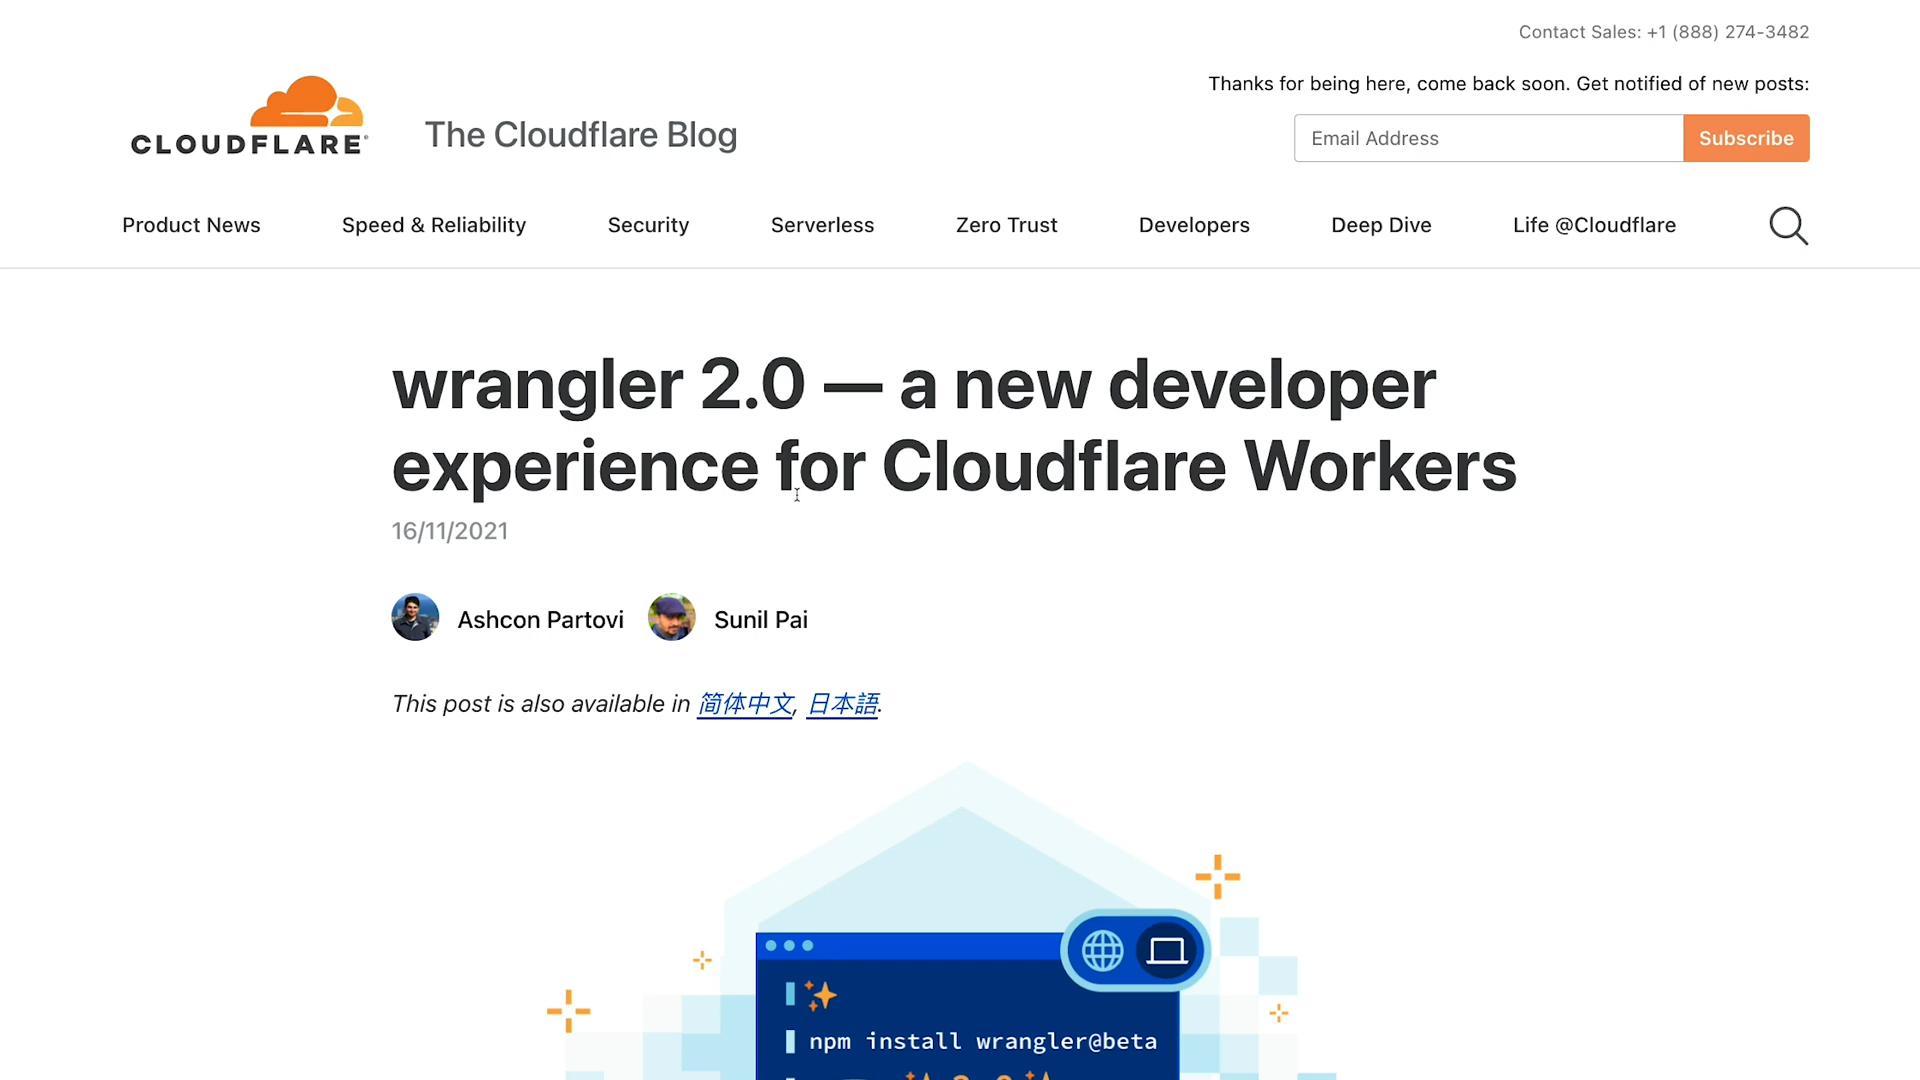 Contact Sales: +1 (888) 274-3482
Thanks for being here, come back soon. Get notified of new posts:
CLOUDFLARE
The Cloudflare Blog
Email Address
Subscribe
Product News
Speed & Reliability
Security
Serverless
Zero Trust
Developers
Deep Dive
Life @Cloudflare
wrangler 2.0 — a new developer
experience for Cloudflare Workers
16/11/2021
Ashcon Partovi
Sunil Pai
This post is also available in 简体中文, 日本語.
npm install wrangler@beta